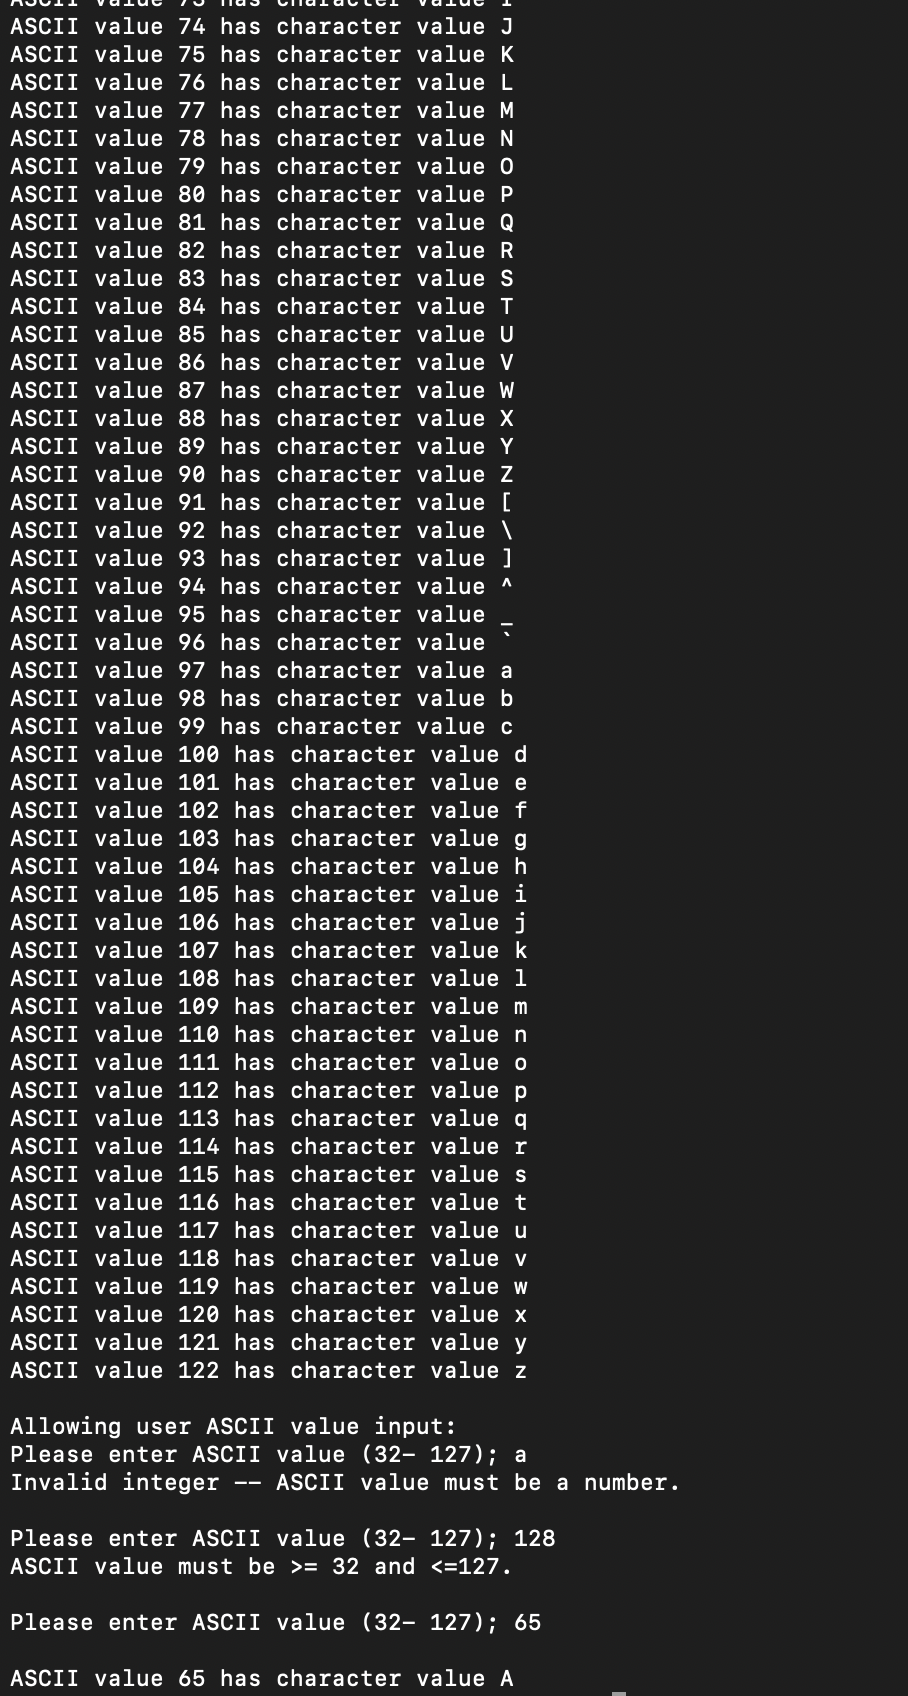 ASCII value 73 has character value I
ASCII value 74 has character value J
ASCII value 75 has character value K
ASCII value 76 has character value L
ASCII value 77 has character value M
ASCII value 78 has character value N
ASCII value 79 has character value O
ASCII value 80 has character value P
ASCII value 81 has character value Q
ASCII value 82 has character value R
ASCII value 83 has character value S
ASCII value 84 has character value T
ASCII value 85 has character value U
ASCII value 86 has character value V
ASCII value 87 has character value W
ASCII value 88 has character value X
ASCII value 89 has character value Y
ASCII value 90 has character value Z
ASCII value 91 has character value [
ASCII value 92 has character value \
ASCII value 93 has character value ]
ASCII value 94 has character value ^
ASCII value 95 has character value _
ASCII value 96 has character value `
ASCII value 97 has character value a
ASCII value 98 has character value b
ASCII value 99 has character value c
ASCII value 100 has character value d
ASCII value 101 has character value e
ASCII value 102 has character value f
ASCII value 103 has character value g
ASCII value 104 has character value h
ASCII value 105 has character value i
ASCII value 106 has character value j
ASCII value 107 has character value k
ASCII value 108 has character value l
ASCII value 109 has character value m
ASCII value 110 has character value n
ASCII value 111 has character value o
ASCII value 112 has character value p
ASCII value 113 has character value q
ASCII value 114 has character value r
ASCII value 115 has character value s
ASCII value 116 has character value t
ASCII value 117 has character value u
ASCII value 118 has character value v
ASCII value 119 has character value w
ASCII value 120 has character value x
ASCII value 121 has character value y
ASCII value 122 has character value z
Allowing user ASCII value input:
Please enter ASCII value (32- 127); a
Invalid integer -- ASCII value must be a number.
Please enter ASCII value (32- 127); 128
ASCII value must be >= 32 and <=127.
Please enter ASCII value (32- 127); 65
ASCII value 65 has character value A